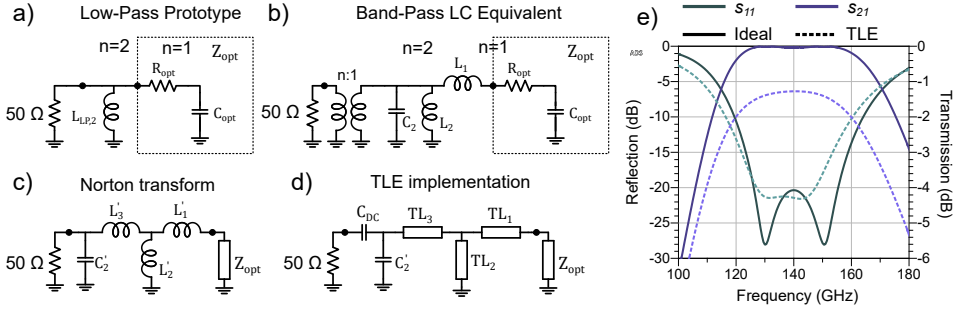 a) Low-Pass Prototype
n=2
n=1
Z_opt
R_opt
50 Ω
L_LP,2
C_opt
b) Band-Pass LC Equivalent
n=2
n=1
Z_opt
n:1
L_1
R_opt
50 Ω
C_2
L_2
C_opt
c) Norton transform
L'_3
L'_1
50 Ω
C'_2
L'_2
Z_opt
d) TLE implementation
C_DC
TL_3
TL_1
50 Ω
C'_2
TL_2
Z_opt
e)
s_11
s_21
Ideal
TLE
ADS
Reflection (dB)
0
-5
-10
-15
-20
-25
-30
Transmission (dB)
0
-1
-2
-3
-4
-5
-6
100 120 140 160 180
Frequency (GHz)